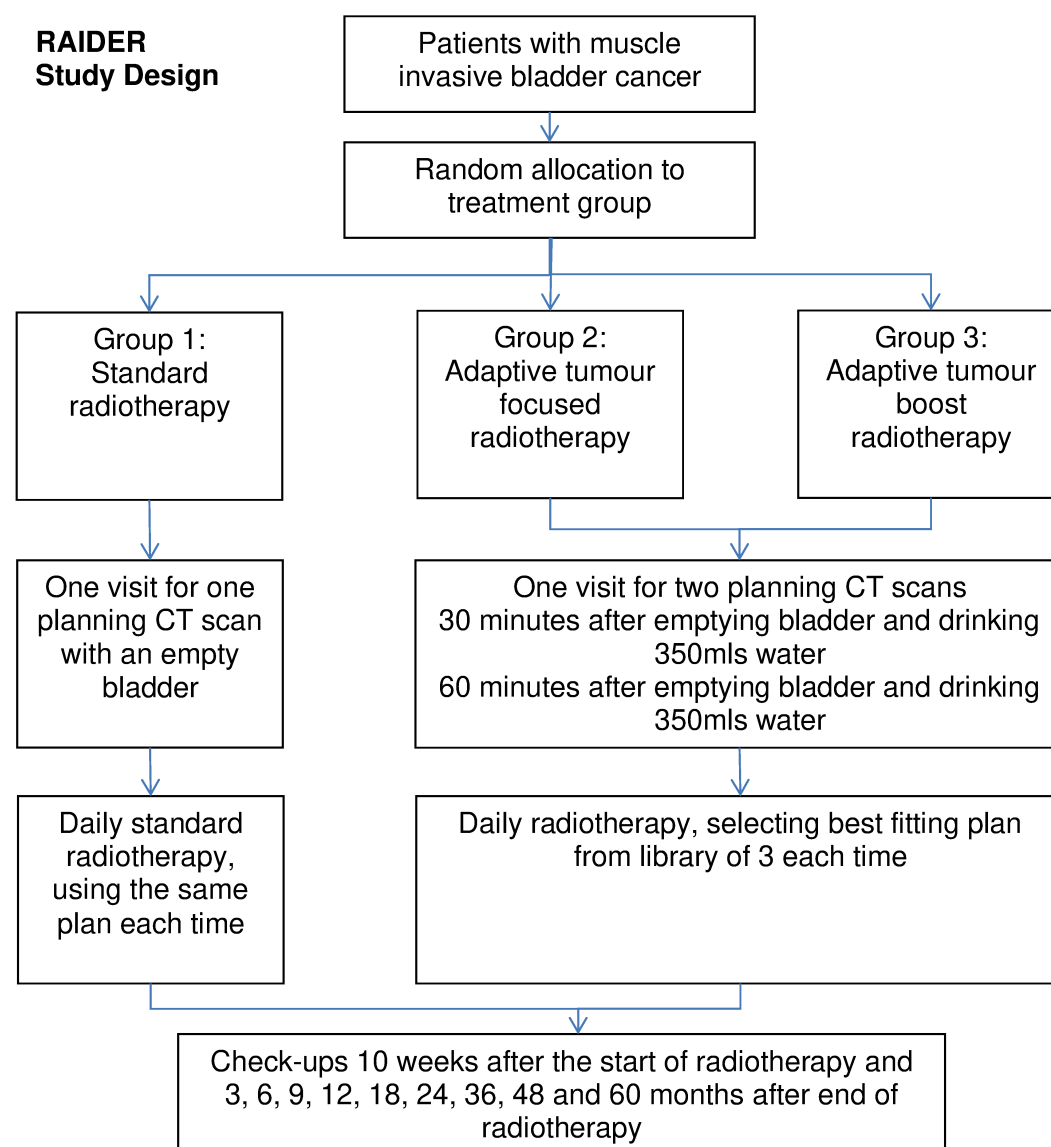 RAIDER
Study Design
Patients with muscle
invasive bladder cancer
Random allocation to
treatment group
Group 1:
Standard
radiotherapy
Group 2:
Adaptive tumour
focused
radiotherapy
Group 3:
Adaptive tumour
boost
radiotherapy
One visit for one
planning CT scan
with an empty
bladder
One visit for two planning CT scans
30 minutes after emptying bladder and drinking
350mls water
60 minutes after emptying bladder and drinking
350mls water
Daily standard
radiotherapy,
using the same
plan each time
Daily radiotherapy, selecting best fitting plan
from library of 3 each time
Check-ups 10 weeks after the start of radiotherapy and
3, 6, 9, 12, 18, 24, 36, 48 and 60 months after end of
radiotherapy